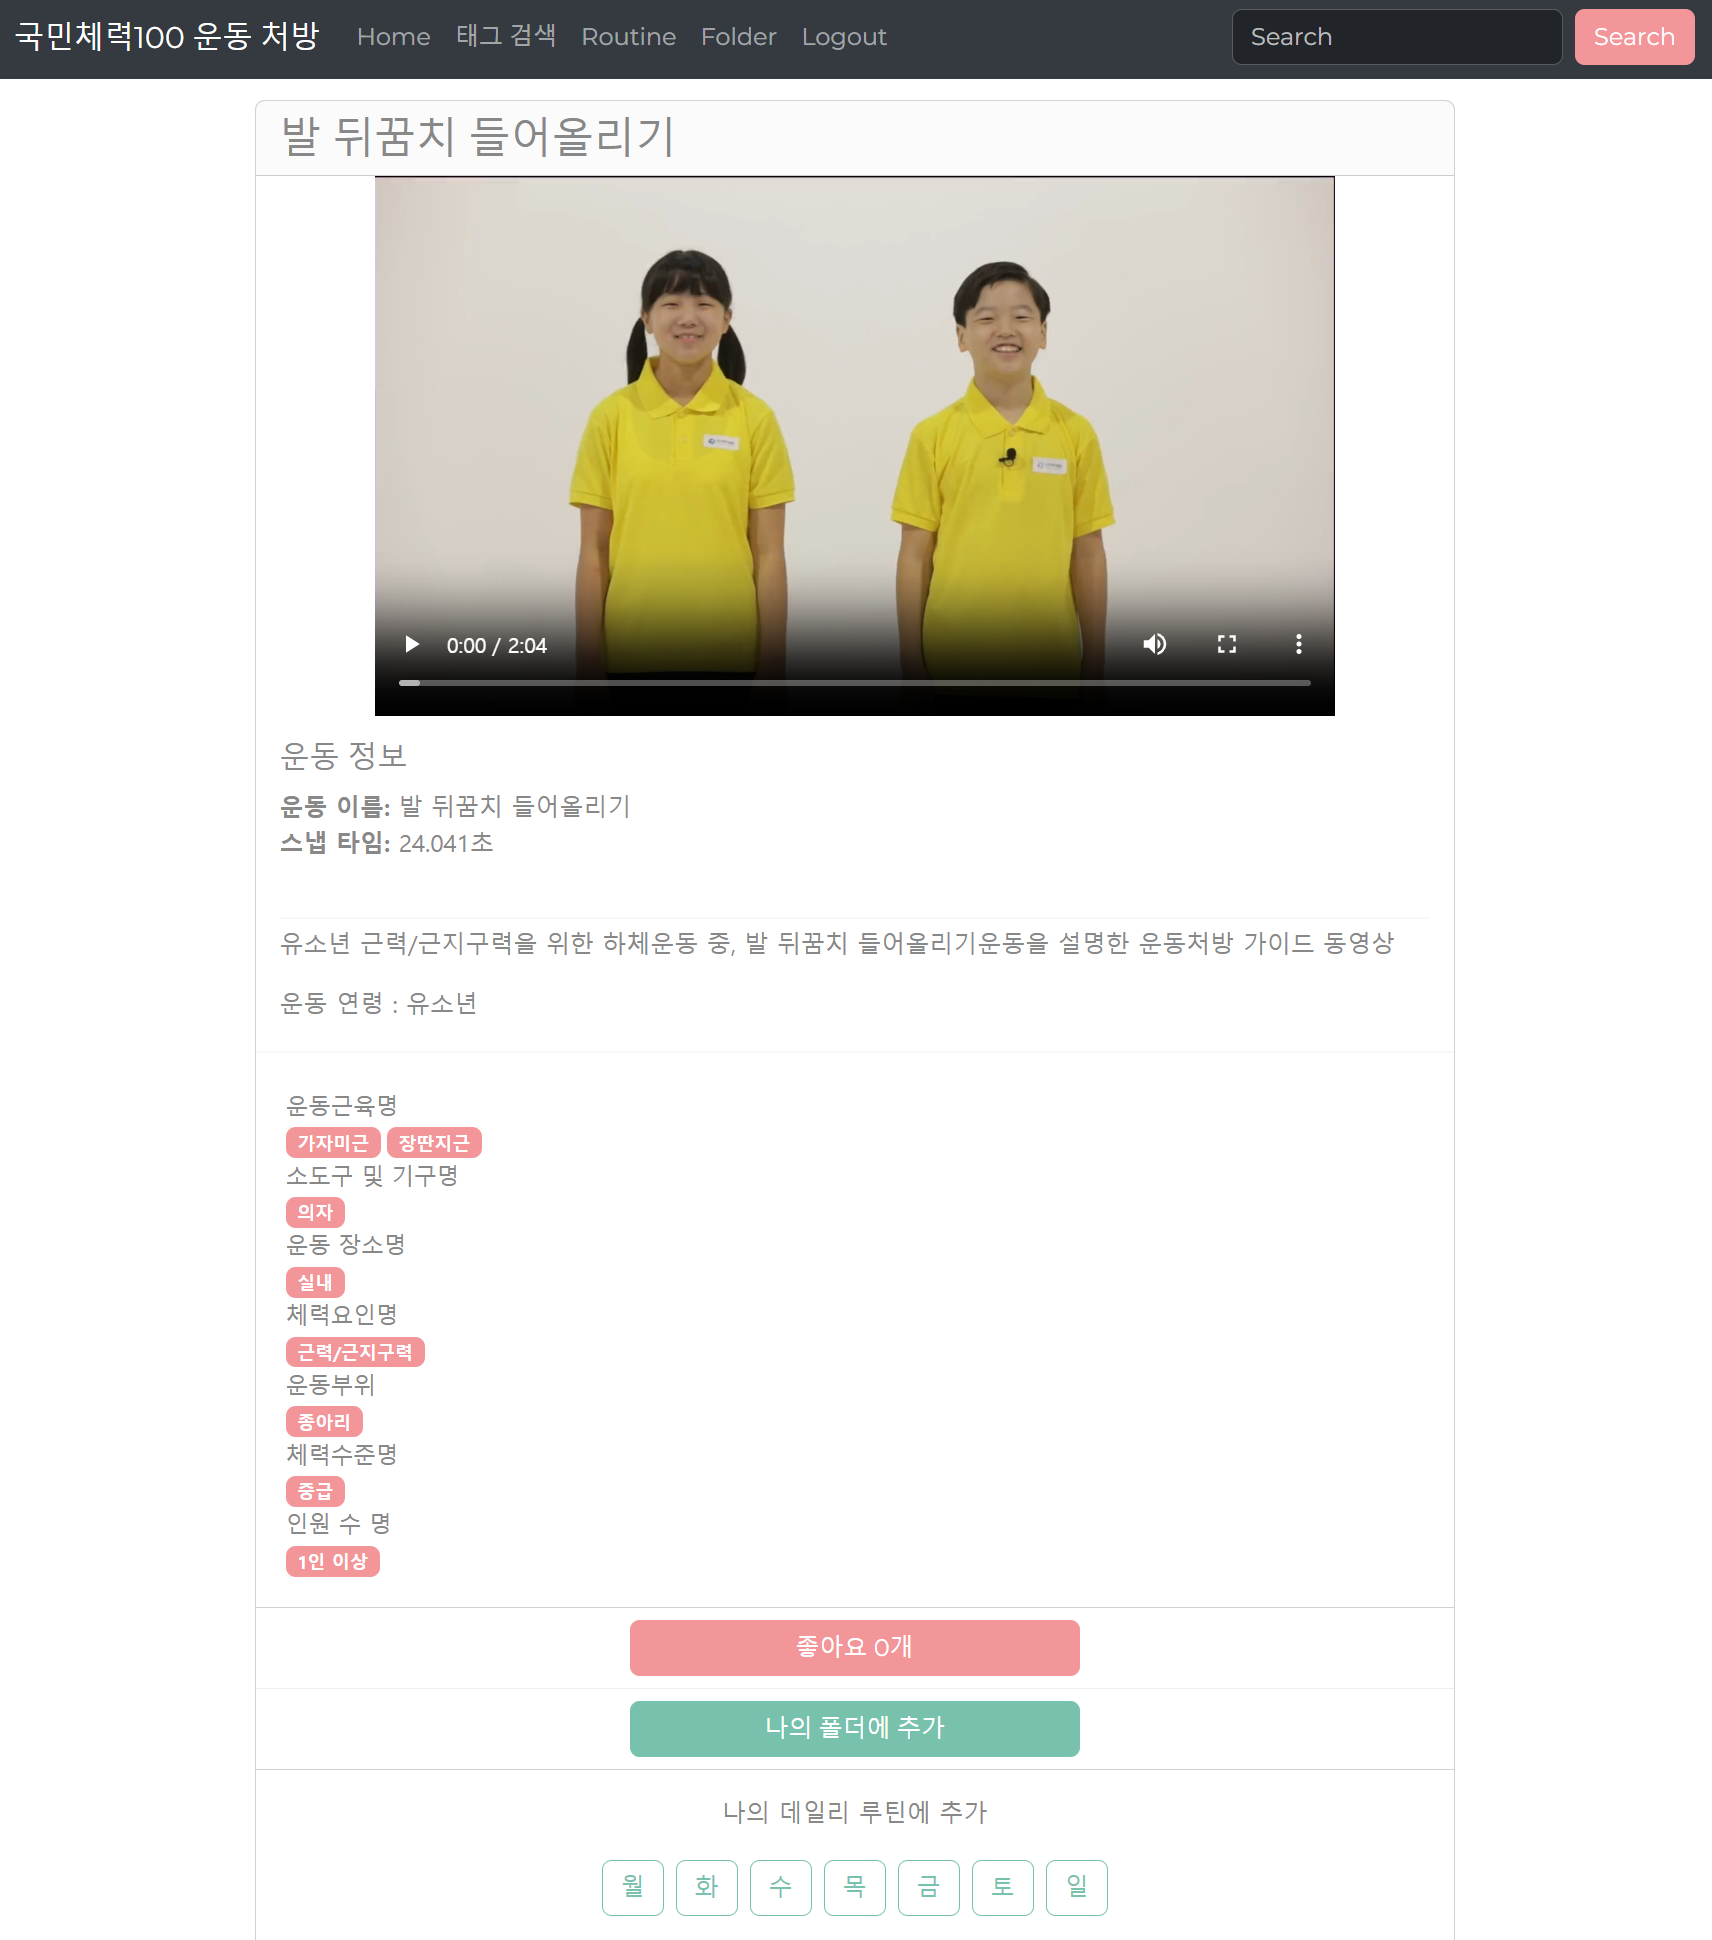 국민체력100 운동 처방 Home 태그 검색 Routine Folder Logout Search Search
발 뒤꿈치 들어올리기
0:00 / 2:04
운동 정보
운동 이름: 발 뒤꿈치 들어올리기
스냅 타임: 24.041초
유소년 근력/근지구력을 위한 하체운동 중, 발 뒤꿈치 들어올리기운동을 설명한 운동처방 가이드 동영상
운동 연령 : 유소년
운동근육명
가자미근 장딴지근
소도구 및 기구명
의자
운동 장소명
실내
체력요인명
근력/근지구력
운동부위
종아리
체력수준명
중급
인원 수 명
1인 이상
좋아요 0개
나의 폴더에 추가
나의 데일리 루틴에 추가
월 화 수 목 금 토 일